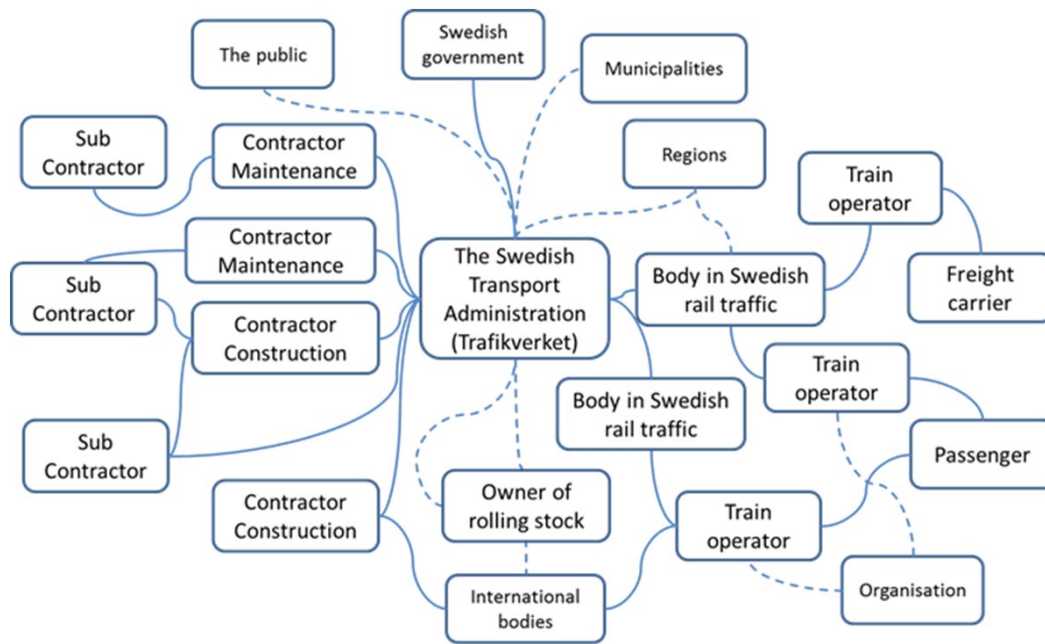 The public
Swedish
government
Municipalities
Sub
Contractor
Contractor
Maintenance
Regions
Train
operator
Contractor
Maintenance
Sub
Contractor
The Swedish
Transport
Administration
(Trafikverket)
Body in Swedish
rail traffic
Freight
carrier
Contractor
Construction
Train
operator
Body in Swedish
rail traffic
Sub
Contractor
Passenger
Contractor
Construction
Owner of
rolling stock
Train
operator
Organisation
International
bodies